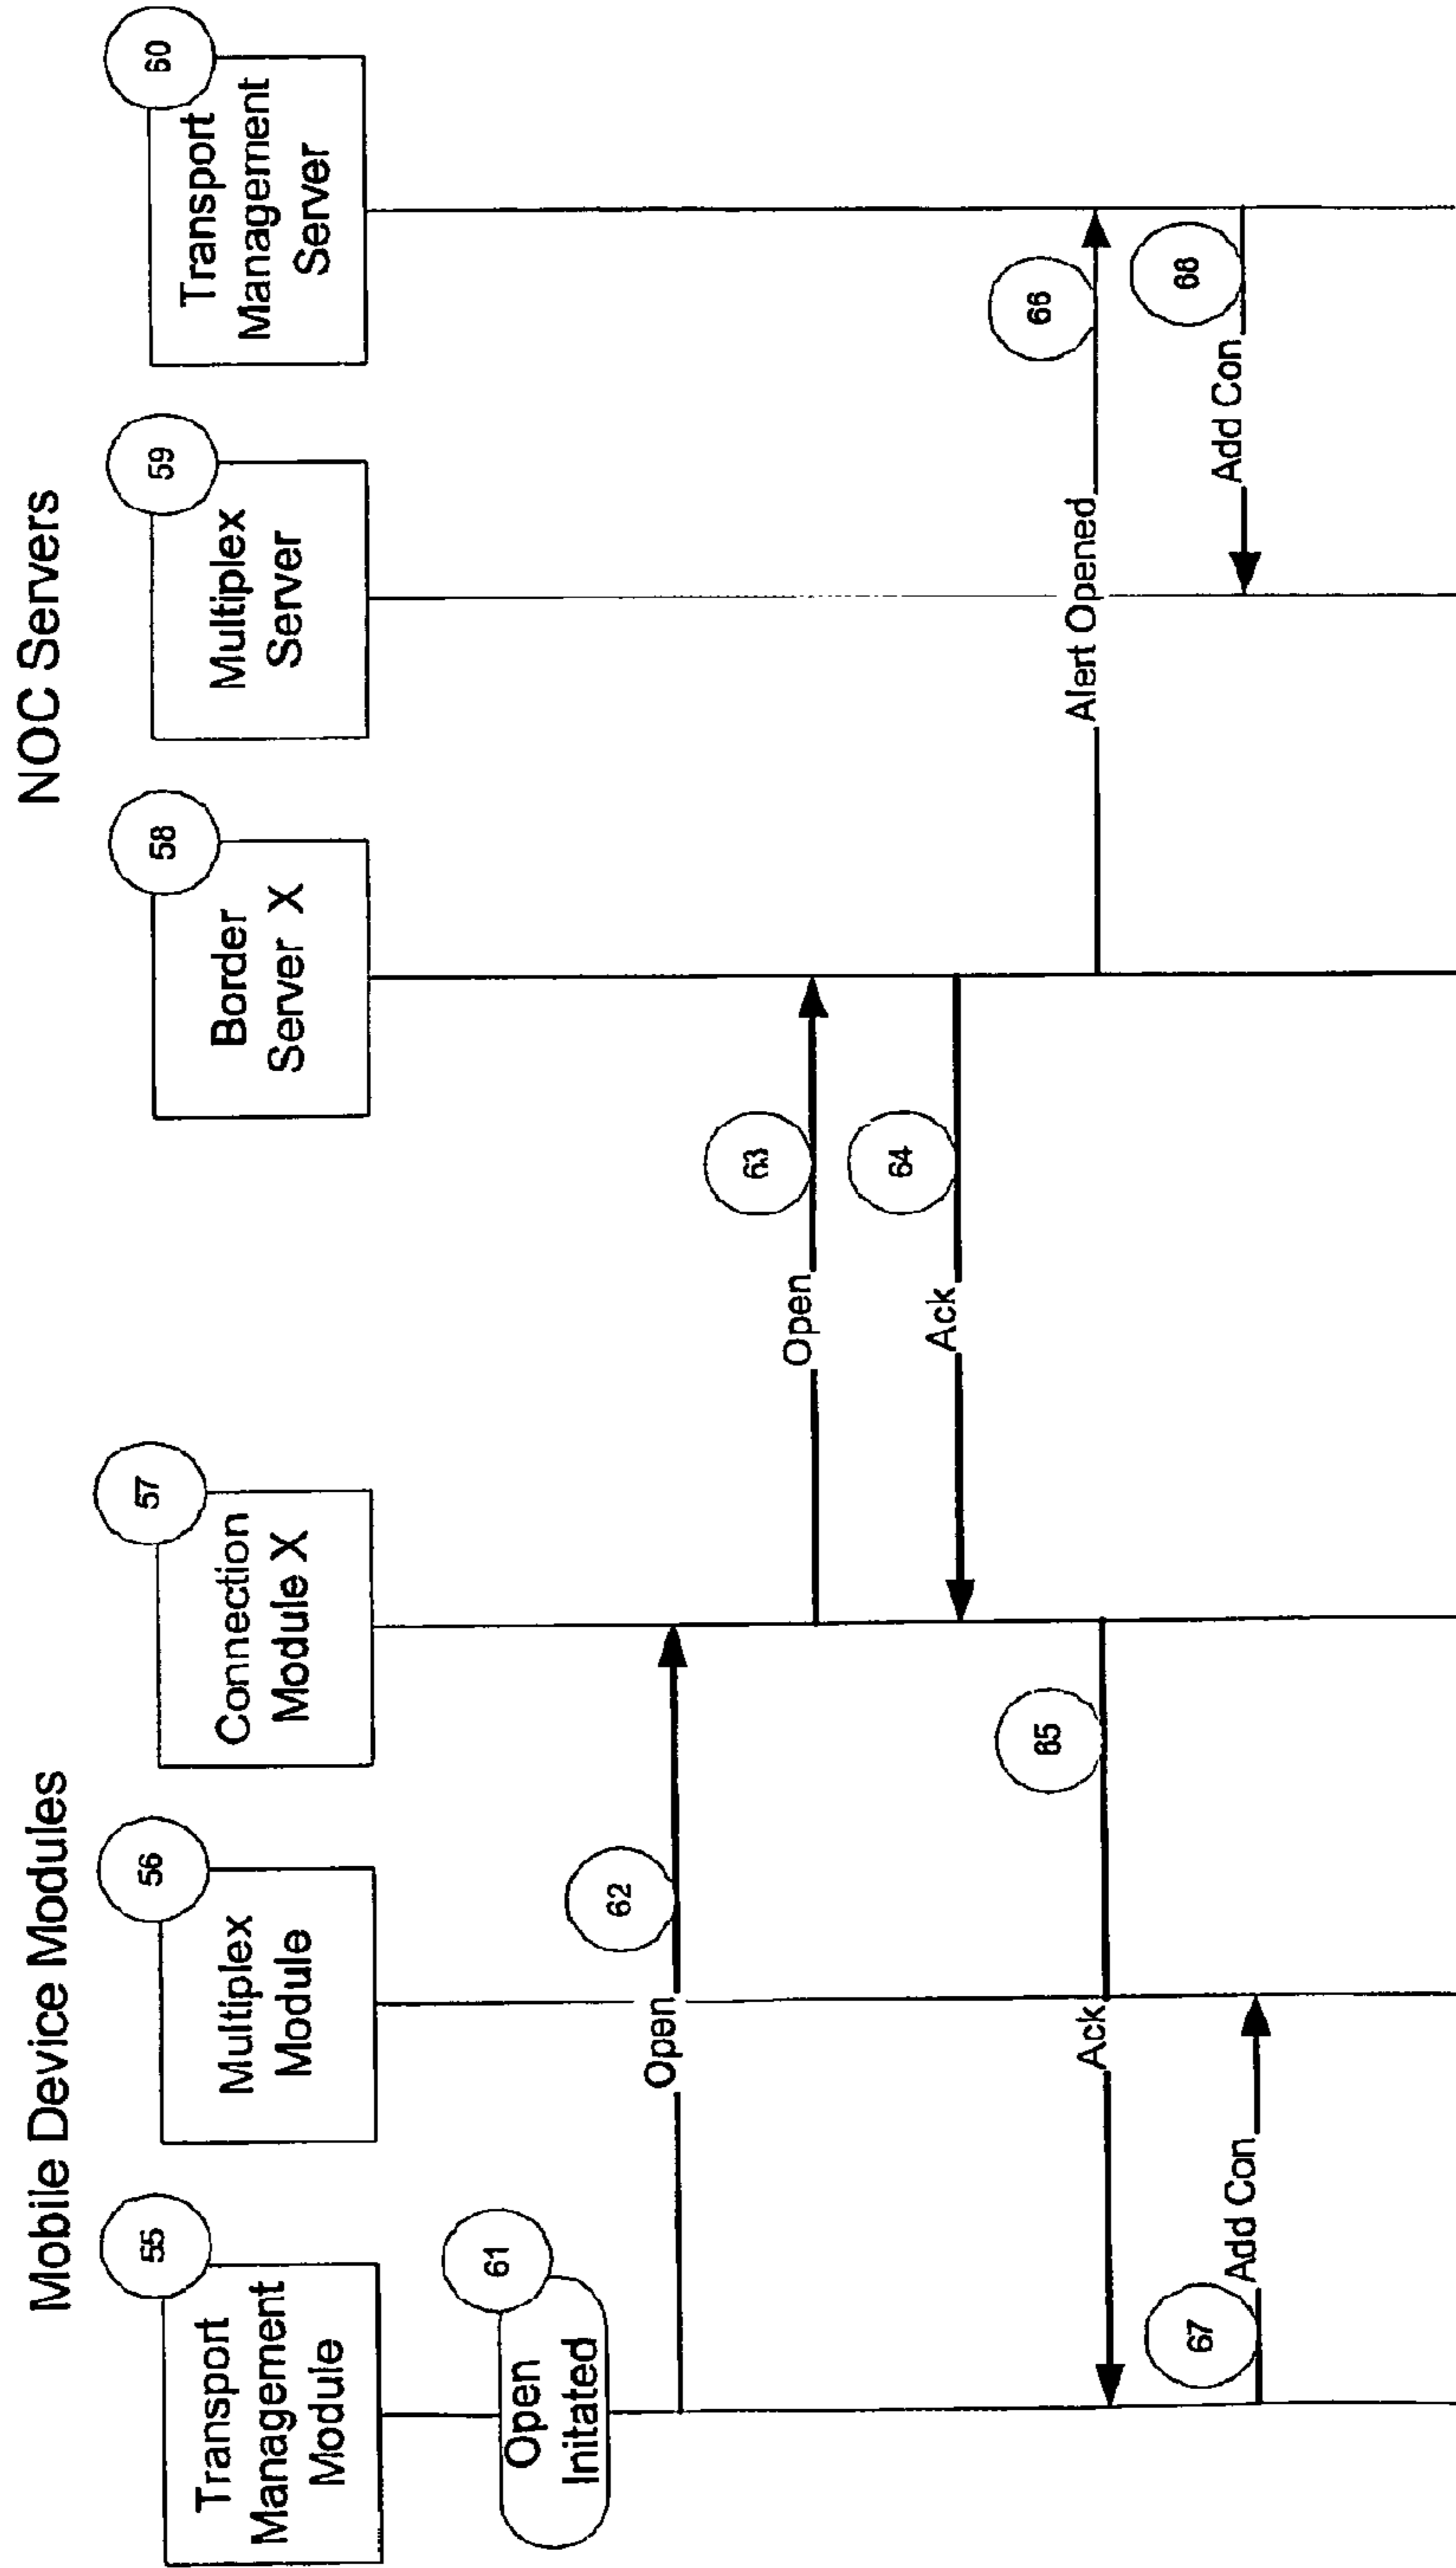 Mobile Device Modules
NOC Servers
55
Transport
Management
Module
56
Multiplex
Module
57
Connection
Module X
58
Border
Server X
59
Multiplex
Server
60
Transport
Management
Server
61
Open
Initated
Open
62
Open
63
Ack
64
Ack
65
Alert Opened
66
67
Add Con
Add Con
68